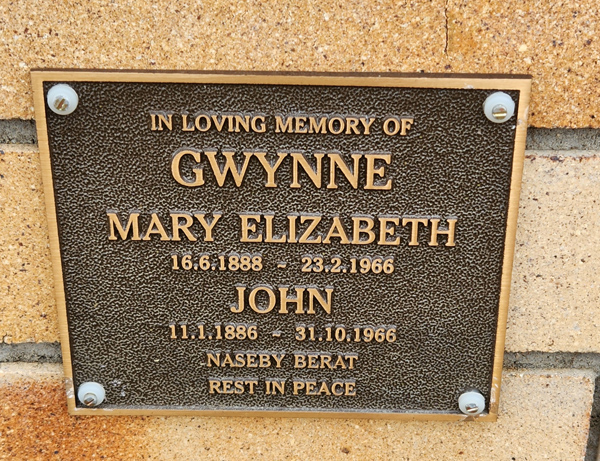 IN LOVING MEMORY OF
GWYNNE
MARY ELIZABETH
16.6.1888 - 23.2.1966
JOHN
11.1.1886 - 31.10.1966
NASEBY BERAT
REST IN PEACE